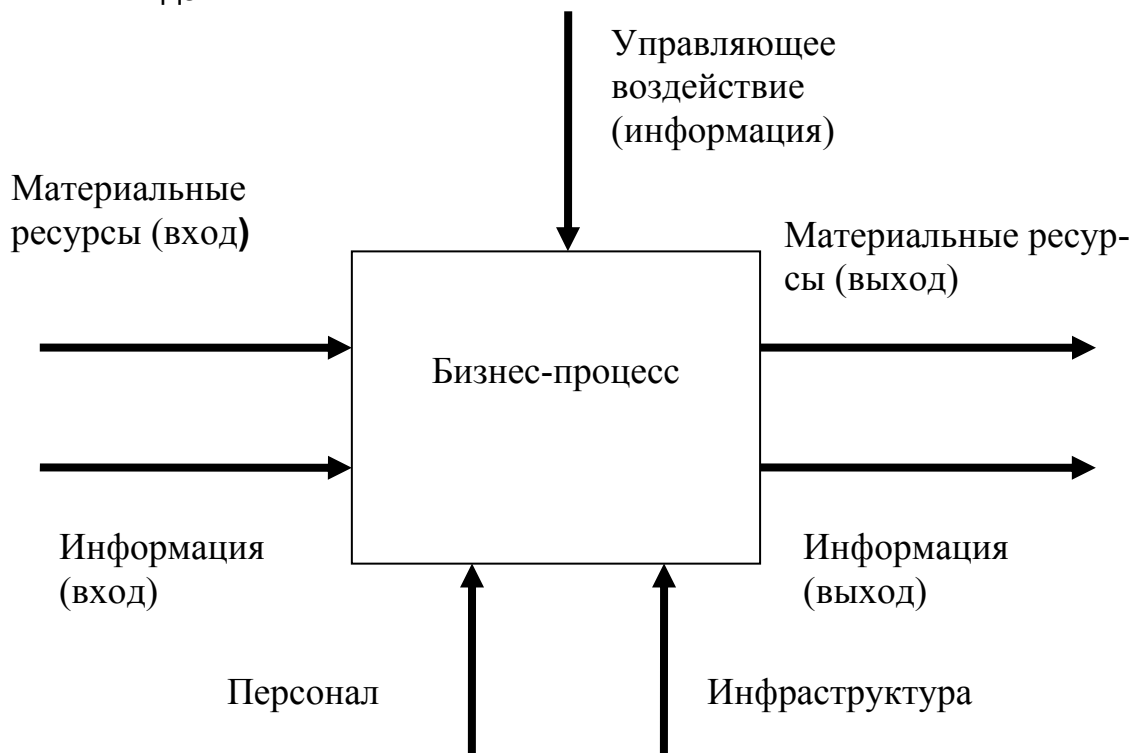 Управляющее
воздействие
(информация)
Материальные
ресурсы (вход)
Материальные ресур-
сы (выход)
Бизнес-процесс
Информация
(вход)
Информация
(выход)
Персонал
Инфраструктура